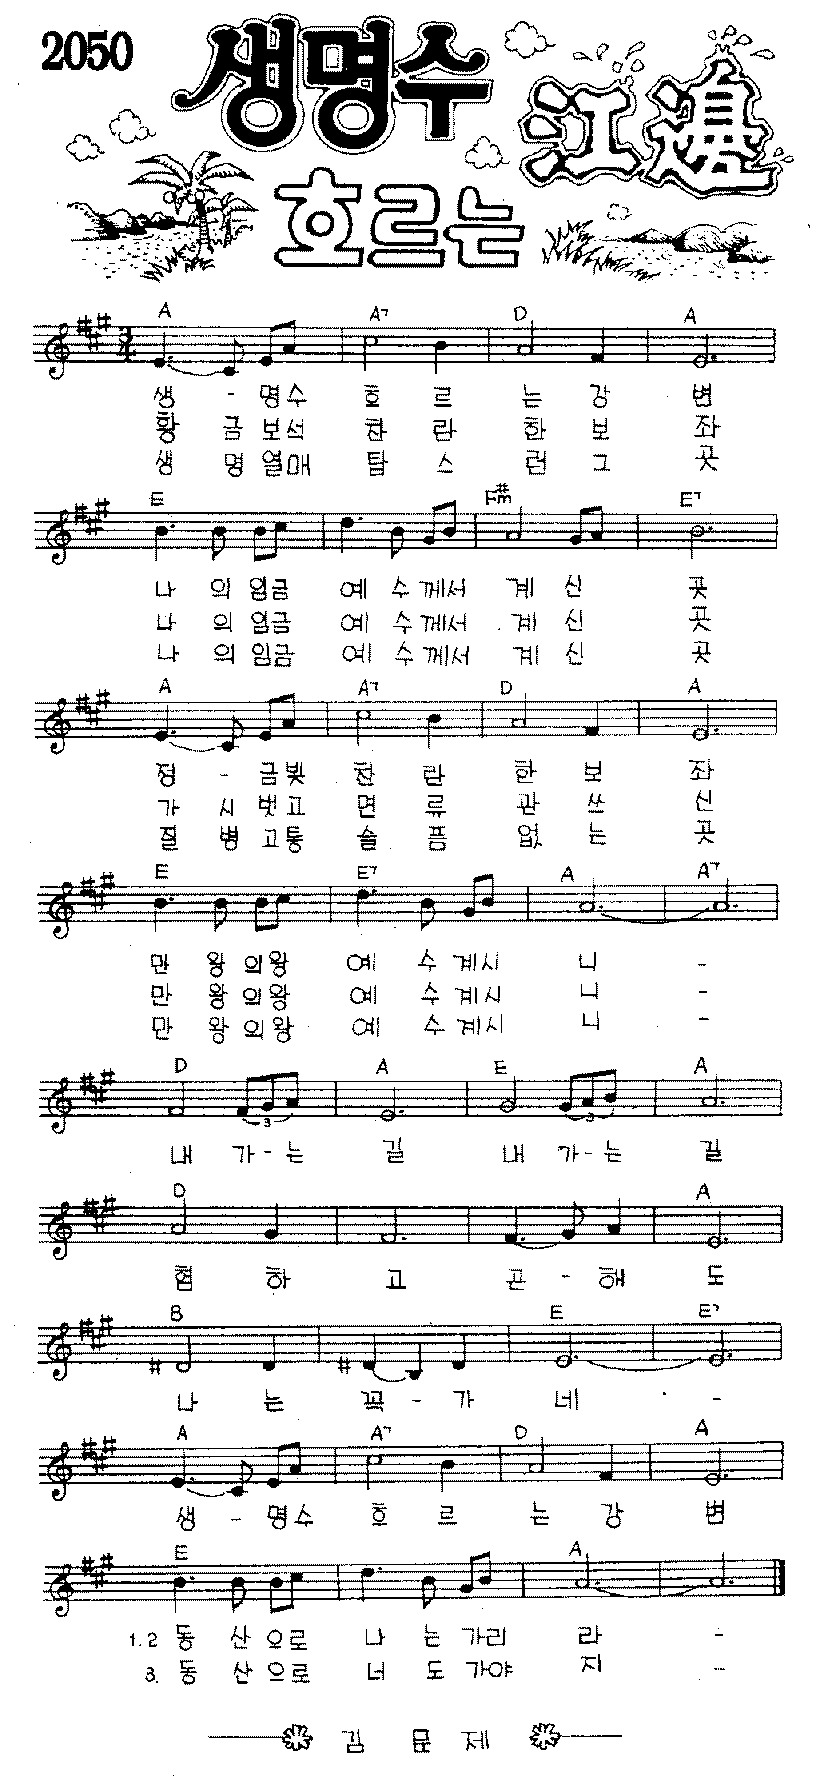 2050
생명수
江邊
흐르는
A A7 D A
생 - 명수 흐 르 는 강 변
황 금 보석 찬 란 한 보 좌
생 명 열매 탐 스 런 그 곳
E F#m E7
나 의 임금 예 수 께서 계 신 곳
나 의 임금 예 수 께서 계 신 곳
나 의 임금 예 수 께서 계 신 곳
A A7 D A
정 - 금빛 찬 란 한 보 좌
가 시 벗고 면 류 관 쓰 신
질 병 고통 슬 픔 없 는 곳
E E7 A A7
만 왕 의왕 예 수 계시 니 -
만 왕 의왕 예 수 계시 니 -
만 왕 의왕 예 수 계시 니 -
D A E A
3 3
내 가 - 는 길 내 가 - 는 길
D A
험 하 고 곤 - 해 도
B E E7
나 는 꼭 - 가 네 -
A A7 D A
생 - 명수 흐 르 는 강 변
E A
1. 2 동 산 으로 나 는 가리 라 -
3. 동 산 으로 너 도 가야 지 -
김 문 제